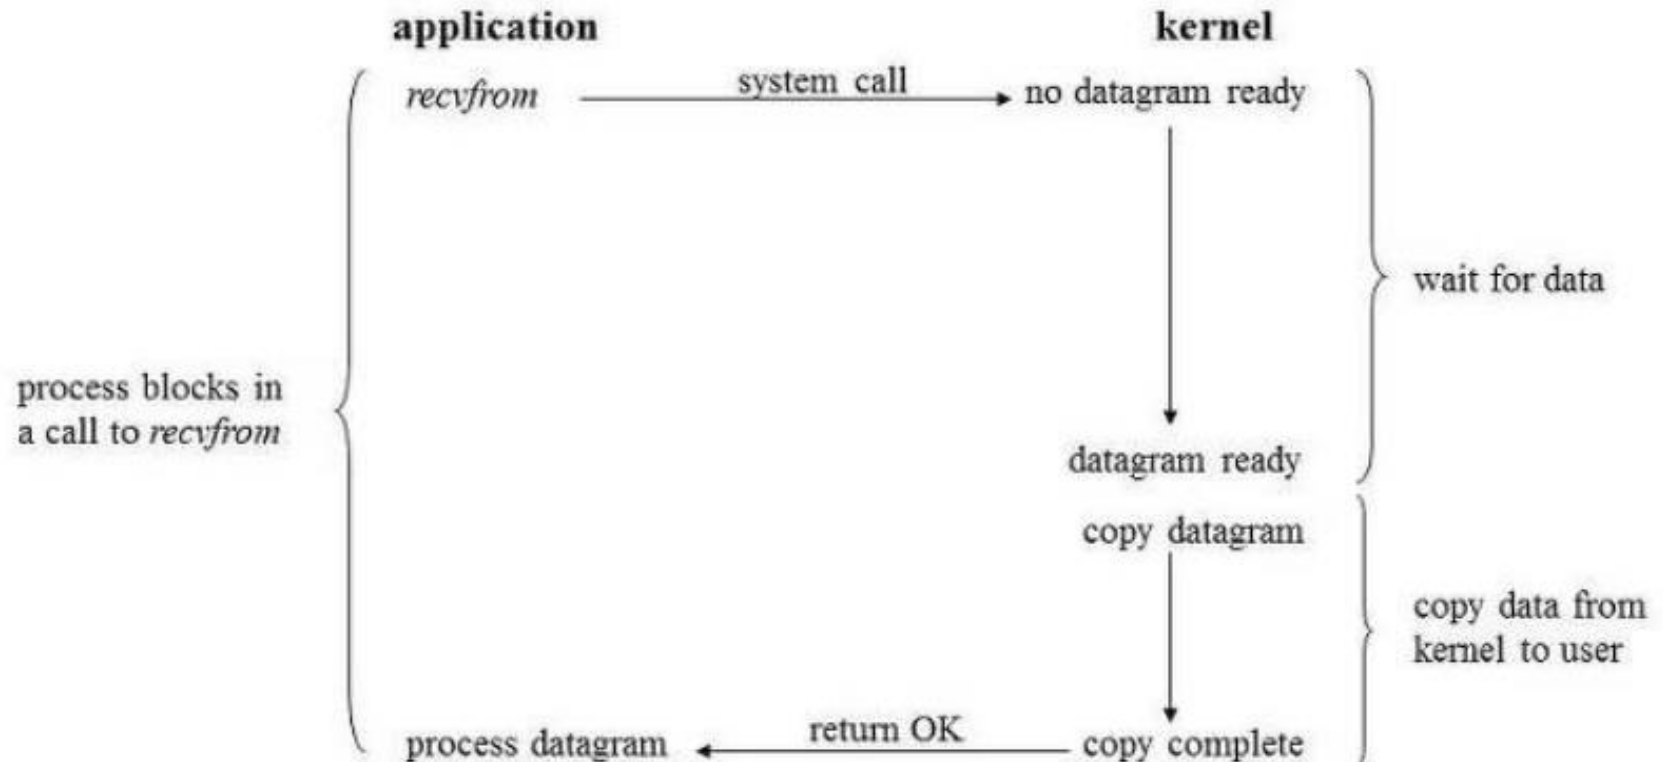 application
kernel
recvfrom
system call
no datagram ready
wait for data
process blocks in
a call to recvfrom
datagram ready
copy datagram
copy data from
kernel to user
process datagram
return OK
copy complete